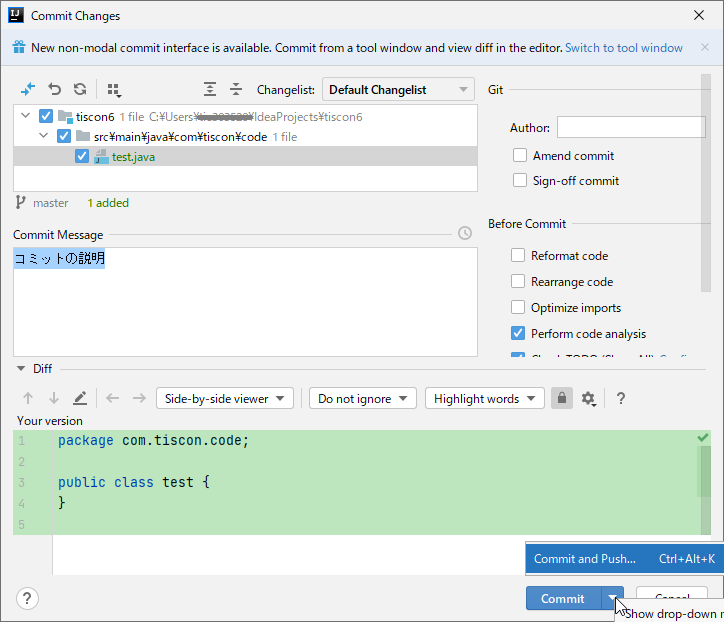 Commit Changes
New non-modal commit interface is available. Commit from a tool window and view diff in the editor. Switch to tool window
Changelist: Default Changelist
tiscon6 1 file C:¥Users¥ ¥IdeaProjects¥tiscon6
src¥main¥java¥com¥tiscon¥code 1 file
test.java
master 1 added
Commit Message
コミットの説明
Git
Author:
Amend commit
Sign-off commit
Before Commit
Reformat code
Rearrange code
Optimize imports
Perform code analysis
Diff
Side-by-side viewer Do not ignore Highlight words ?
Your version
1 package com.tiscon.code;
2
3 public class test {
4 }
5
Commit and Push... Ctrl+Alt+K
? Commit Cancel
Show drop-down